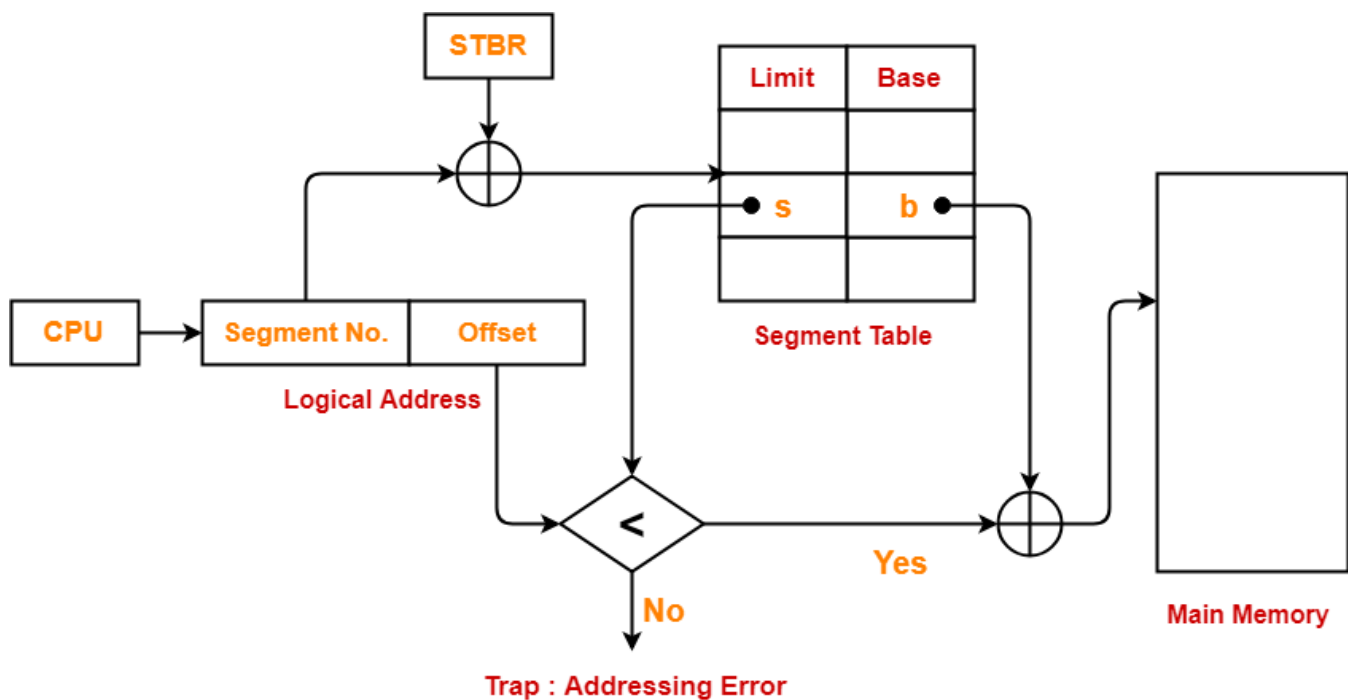 STBR
Limit Base
s b
CPU
Segment No. Offset
Segment Table
Logical Address
<
Yes
No
Main Memory
Trap : Addressing Error